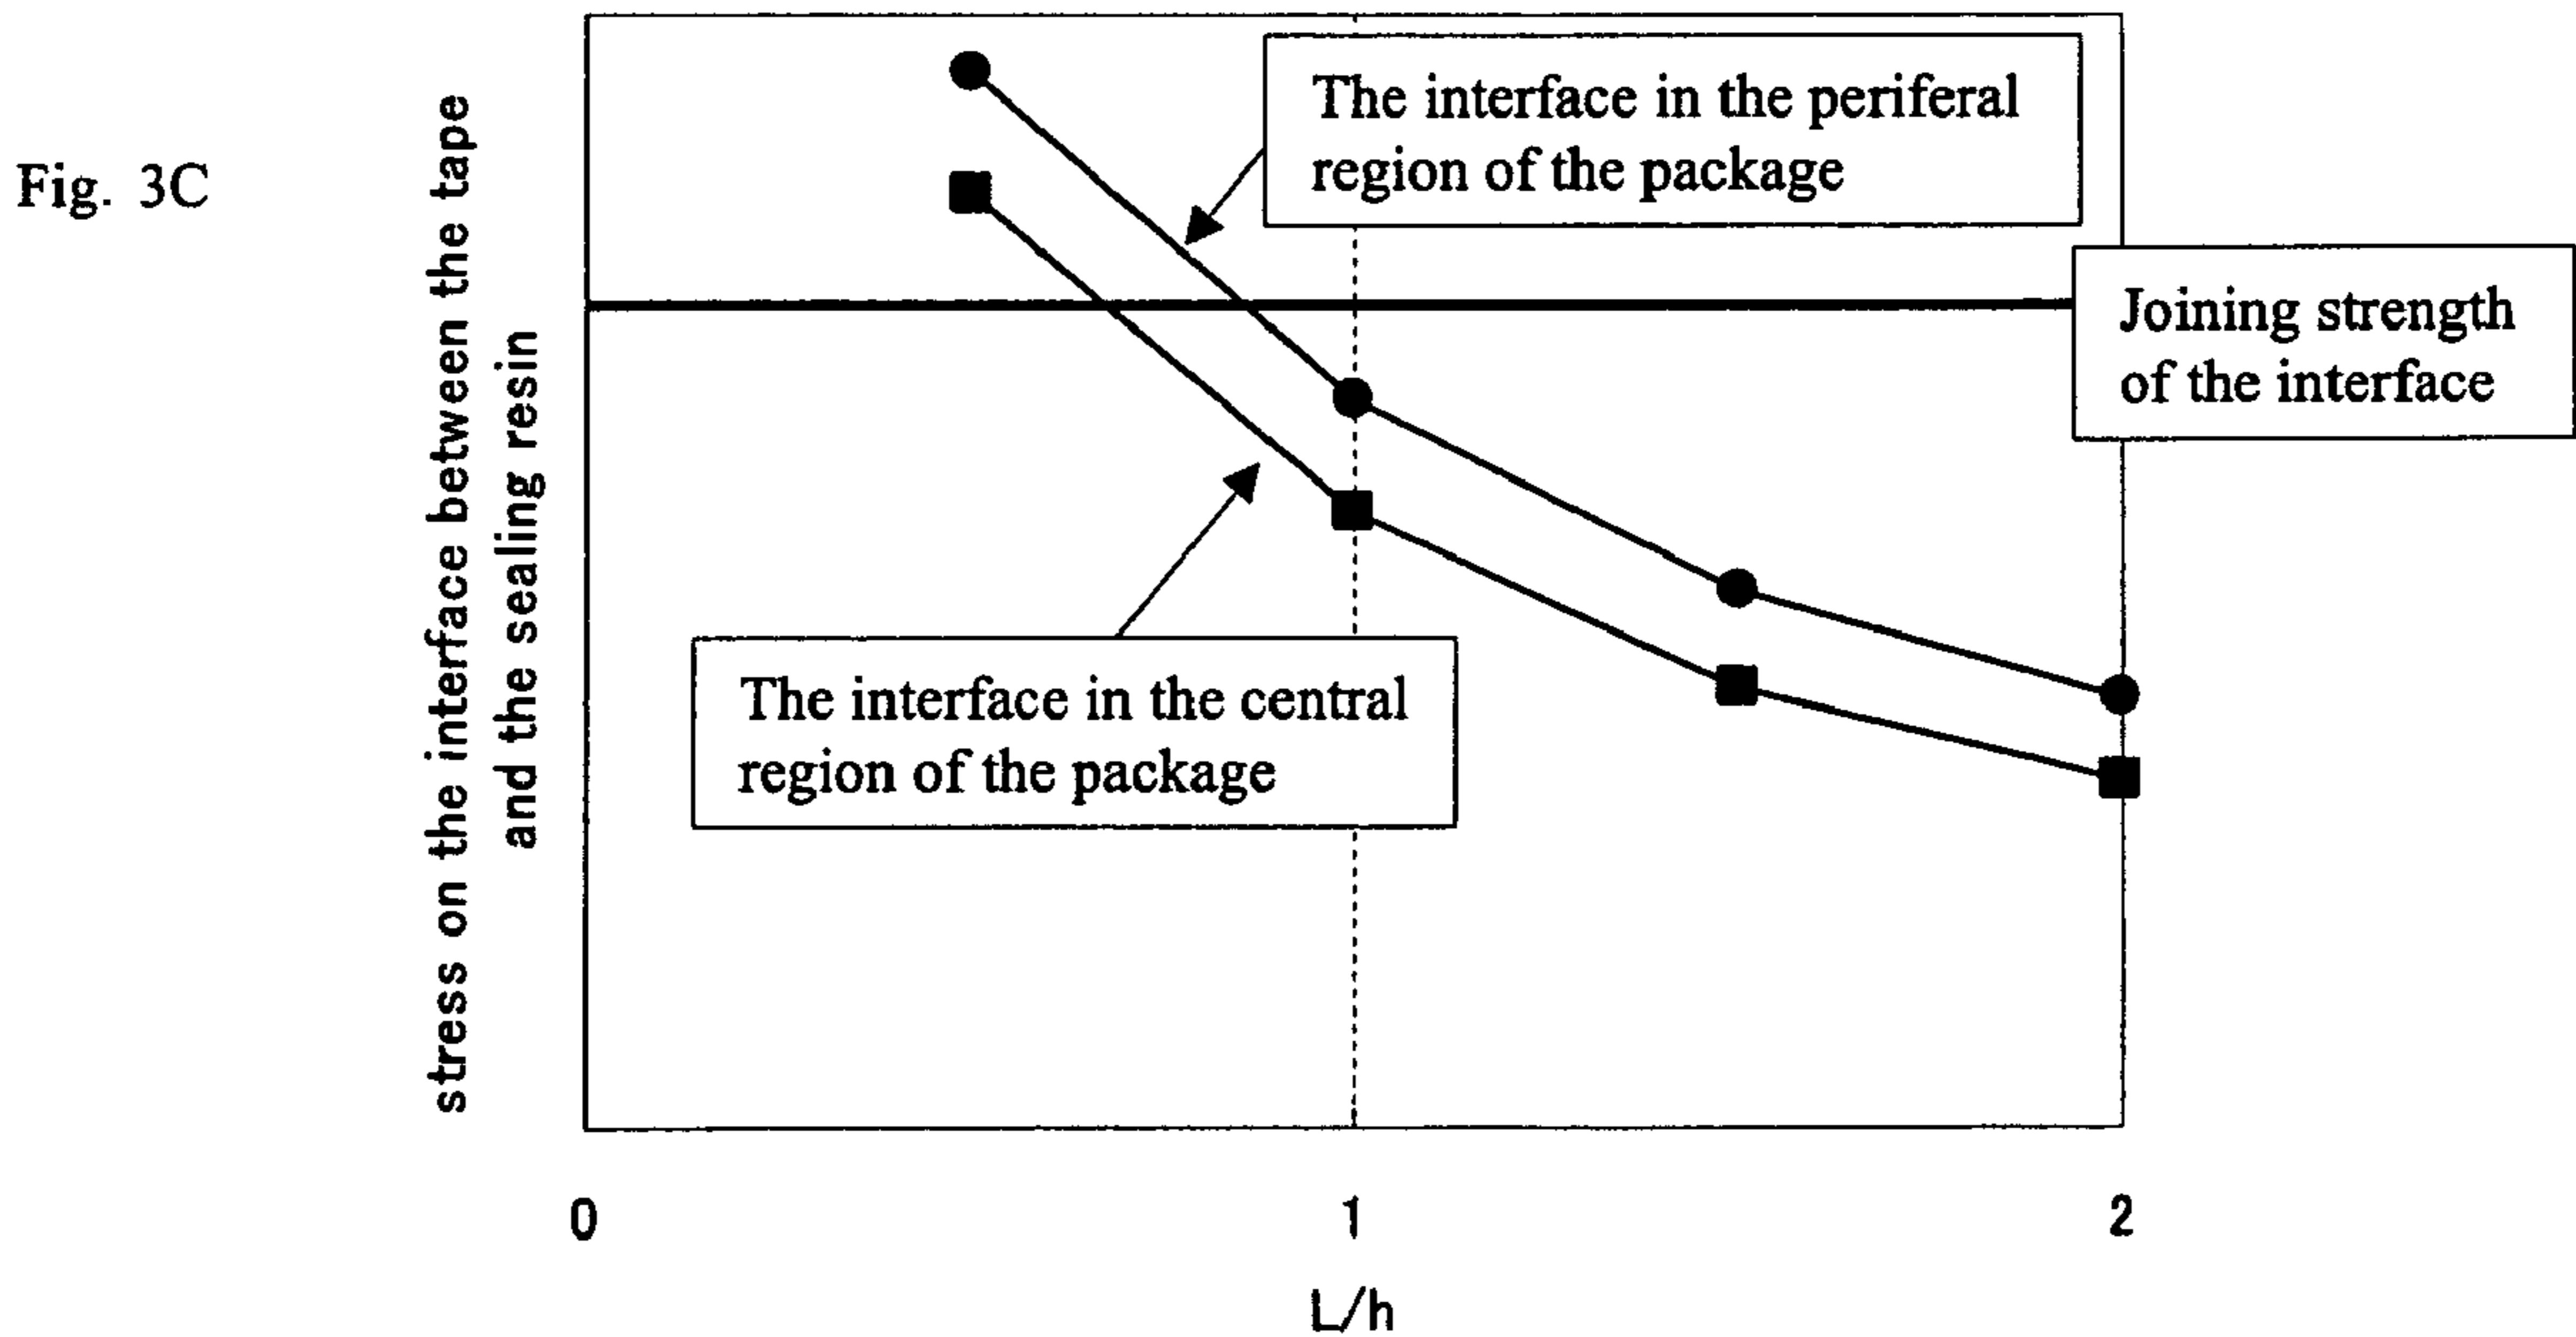 Fig. 3C
stress on the interface between the tape
and the sealing resin
The interface in the periferal
region of the package
Joining strength
of the interface
The interface in the central
region of the package
0 1 2
L/h